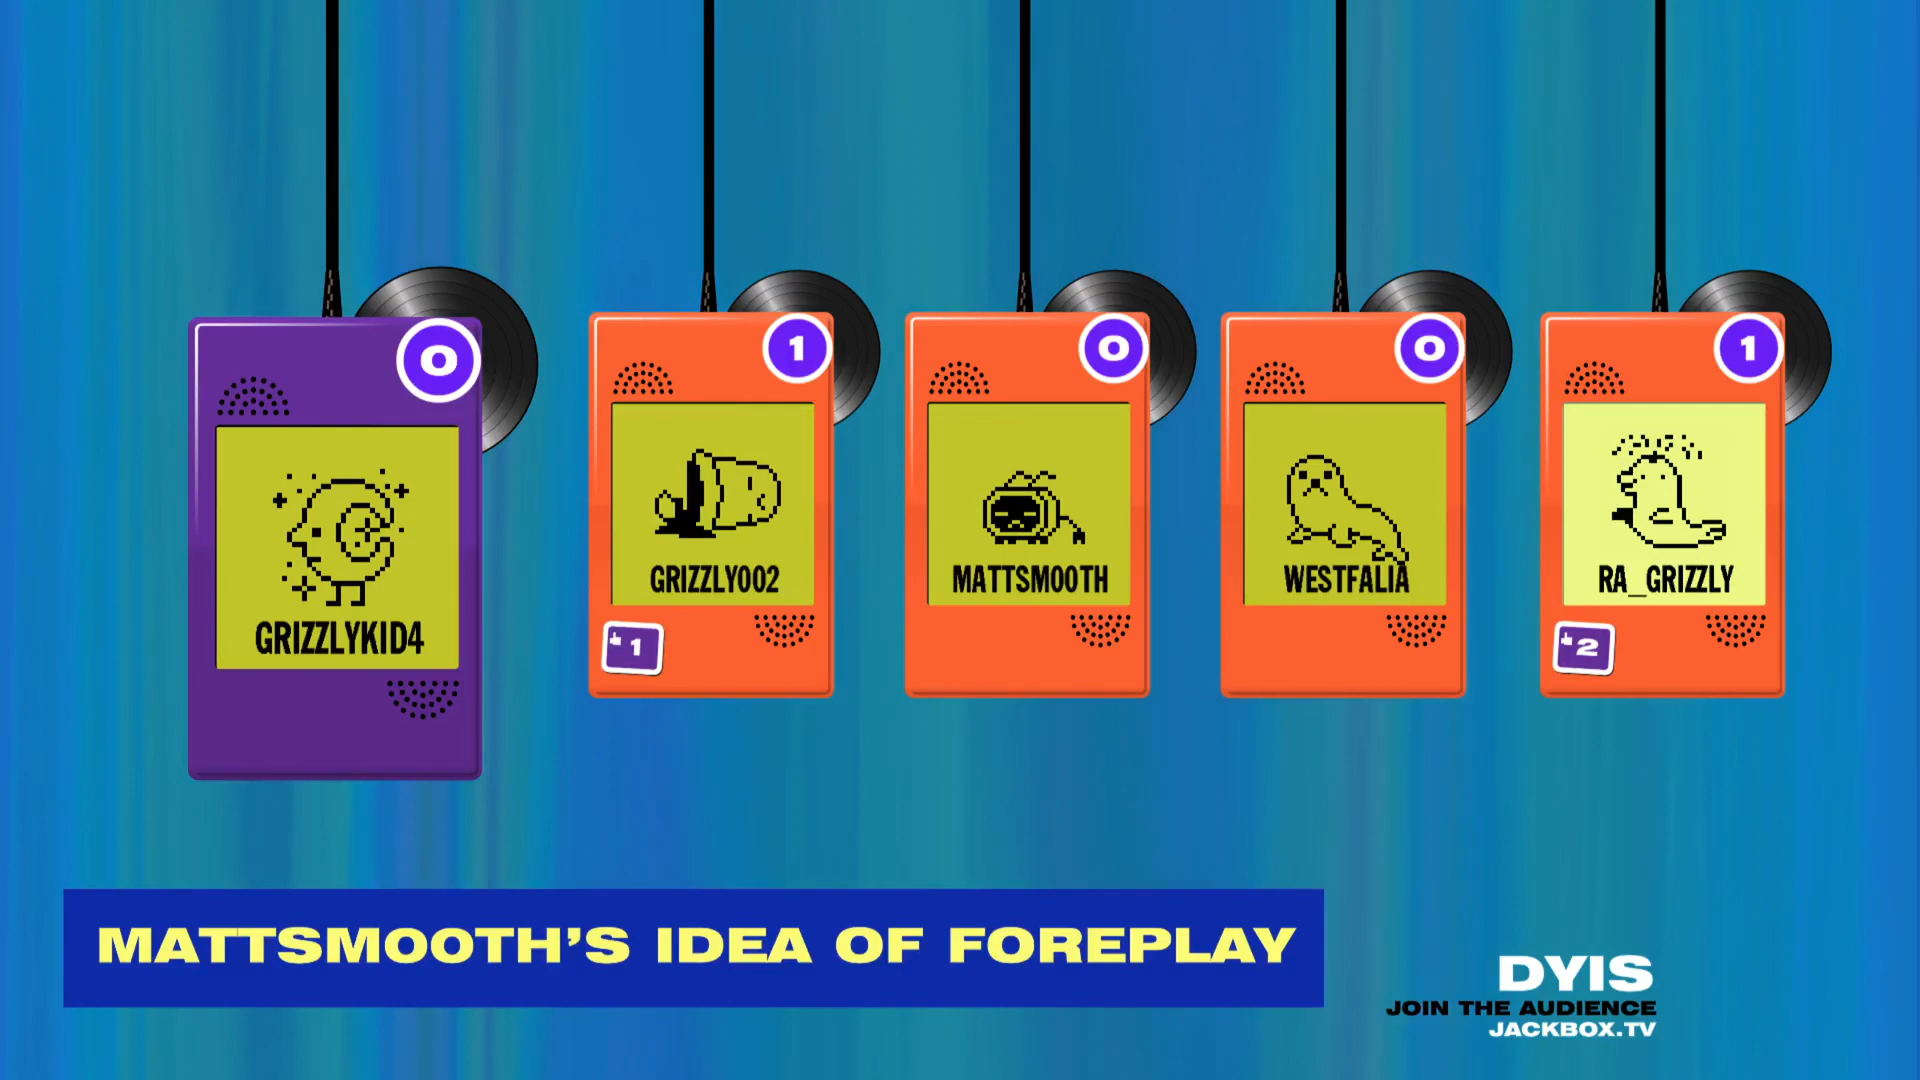 0
1
0
0
1
GRIZZLYKID4
GRIZZLY002
MATTSMOOTH
WESTFALIA
RA_GRIZZLY
1
2
MATTSMOOTH'S IDEA OF FOREPLAY
DYIS
JOIN THE AUDIENCE
JACKBOX.TV